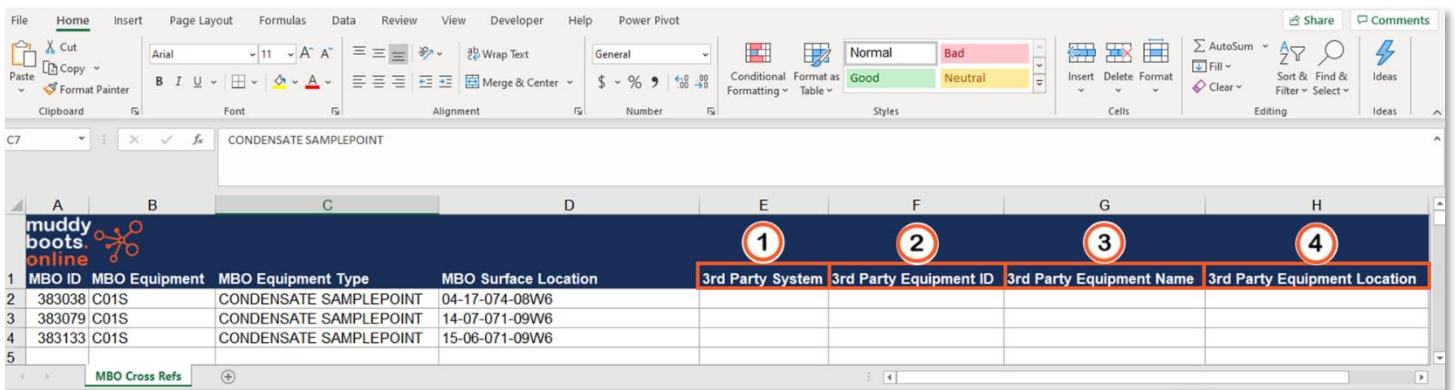 File Home Insert Page Layout Formulas Data Review View Developer Help Power Pivot Share Comments
Paste Cut Copy Format Painter
Arial 11 A^ A˅
B I U A
Wrap Text
Merge & Center
General
$ % 9 .00
Conditional Formatting Format as Table
Normal Bad
Good Neutral
Insert Delete Format
AutoSum
Fill
Clear
Sort & Filter Find & Select
Ideas
Clipboard Font Alignment Number Styles Cells Editing Ideas
C7 fx CONDENSATE SAMPLEPOINT
A B C D E F G H
muddy
boots.
online
1 2 3 4
1 MBO ID MBO Equipment MBO Equipment Type MBO Surface Location 3rd Party System 3rd Party Equipment ID 3rd Party Equipment Name 3rd Party Equipment Location
2 383038 C01S CONDENSATE SAMPLEPOINT 04-17-074-08W6
3 383079 C01S CONDENSATE SAMPLEPOINT 14-07-071-09W6
4 383133 C01S CONDENSATE SAMPLEPOINT 15-06-071-09W6
5
MBO Cross Refs